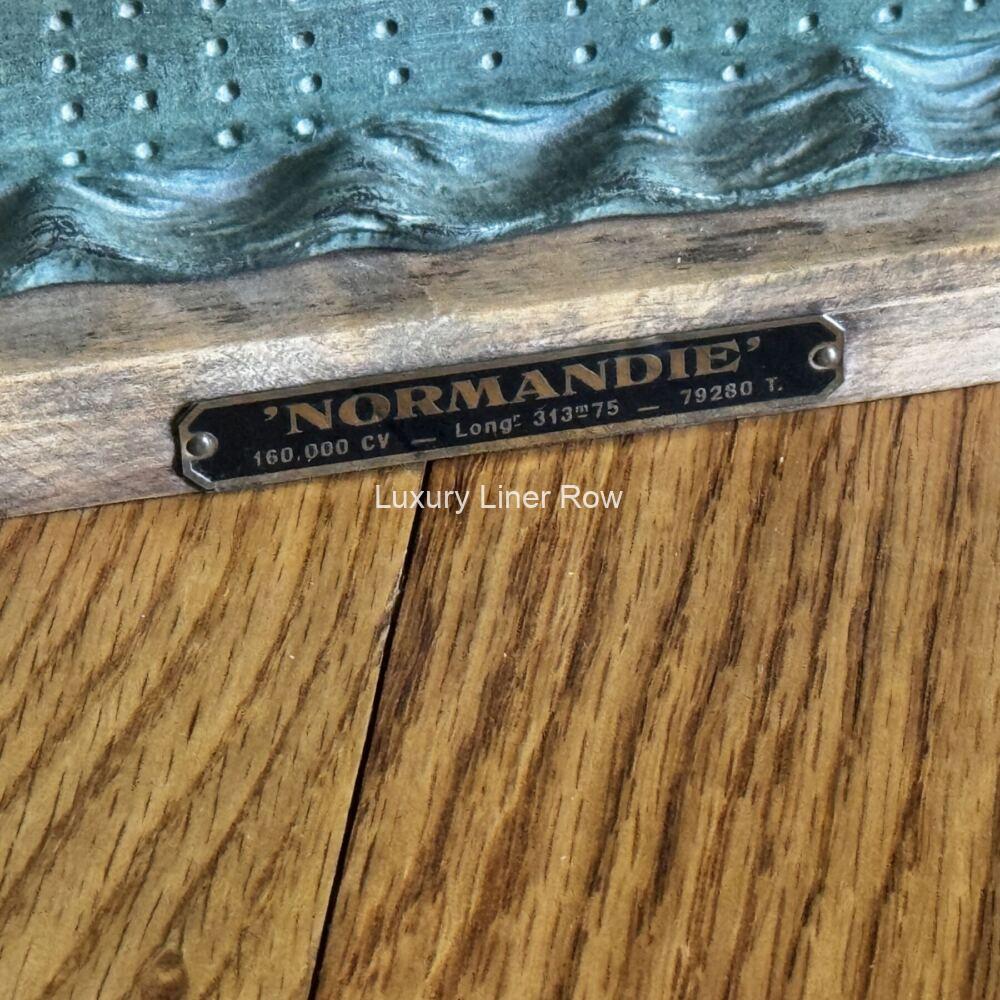 ’NORMANDIE’
160.000 CV — Longr 313m75 — 79280 T.
Luxury Liner Row